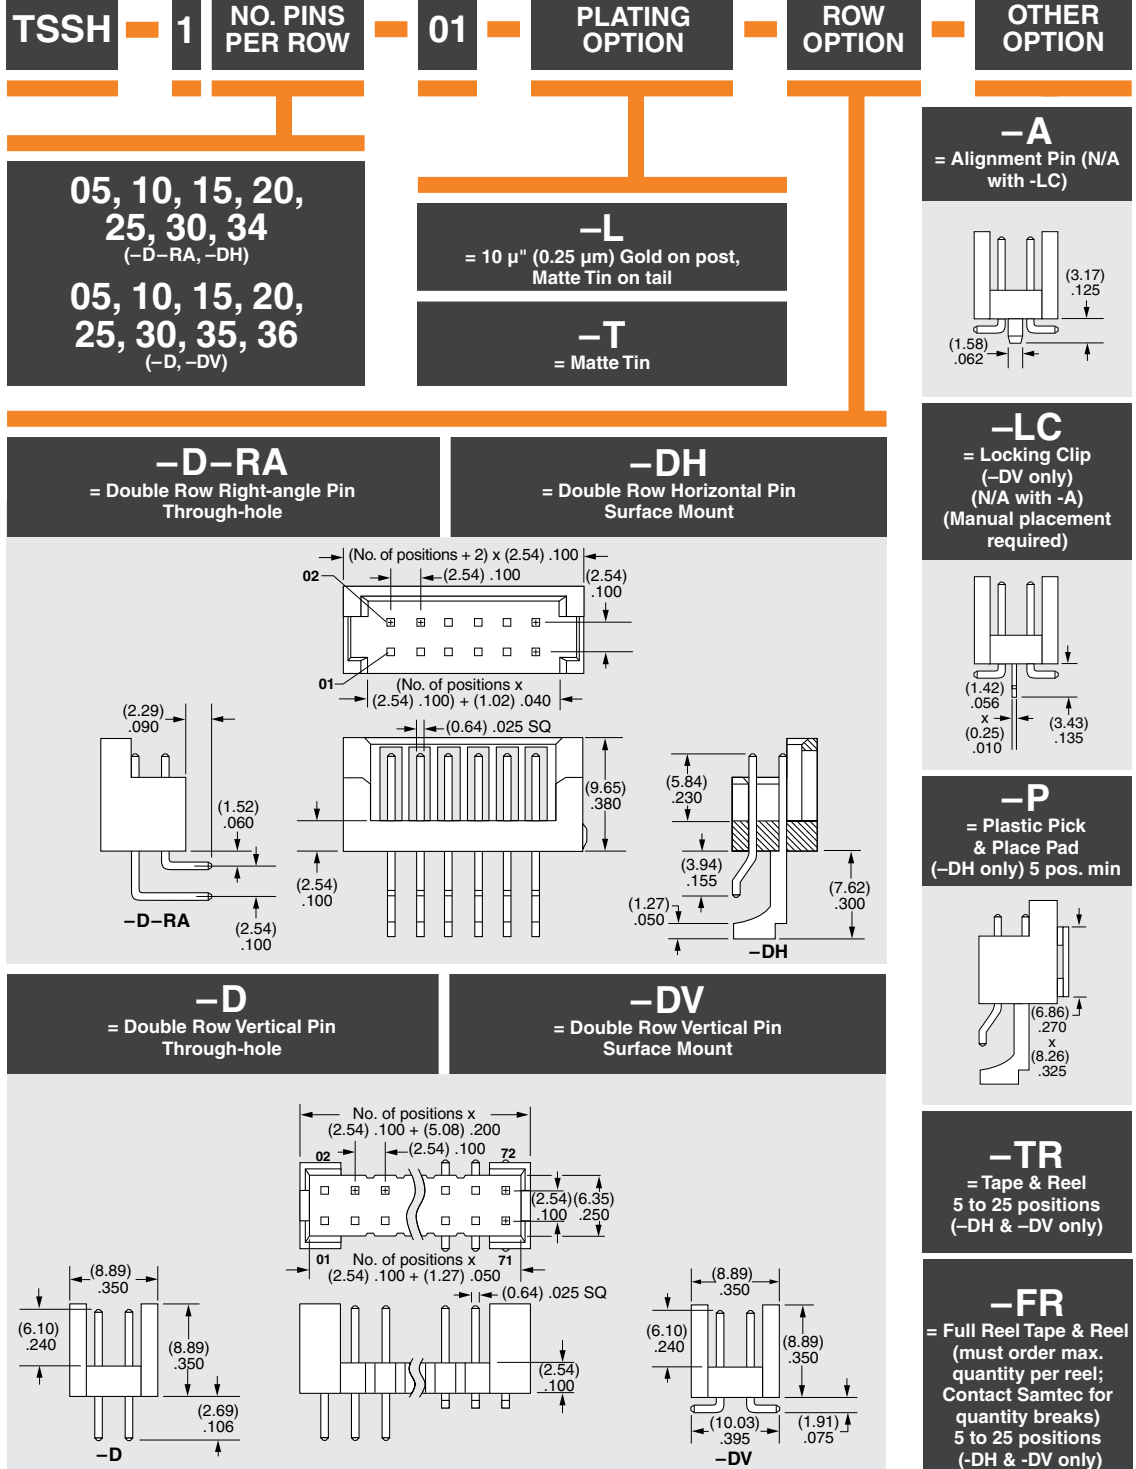 TSSH – 1 NO. PINS PER ROW – 01 – PLATING OPTION – ROW OPTION – OTHER OPTION
05, 10, 15, 20,
25, 30, 34
(–D–RA, –DH)
05, 10, 15, 20,
25, 30, 35, 36
(–D, –DV)
–L
= 10 µ" (0.25 µm) Gold on post,
Matte Tin on tail
–T
= Matte Tin
–A
= Alignment Pin (N/A
with -LC)
(3.17)
.125
(1.58)
.062
–LC
= Locking Clip
(–DV only)
(N/A with -A)
(Manual placement
required)
(1.42)
.056
x
(0.25)
.010
(3.43)
.135
–P
= Plastic Pick
& Place Pad
(–DH only) 5 pos. min
(6.86)
.270
x
(8.26)
.325
–TR
= Tape & Reel
5 to 25 positions
(–DH & –DV only)
–FR
= Full Reel Tape & Reel
(must order max.
quantity per reel;
Contact Samtec for
quantity breaks)
5 to 25 positions
(-DH & -DV only)
–D–RA
= Double Row Right-angle Pin
Through-hole
–DH
= Double Row Horizontal Pin
Surface Mount
(No. of positions + 2) x (2.54) .100
02
(2.54) .100
(2.54)
.100
01
(No. of positions x
(2.54) .100) + (1.02) .040
(2.29)
.090
(0.64) .025 SQ
(1.52)
.060
(9.65)
.380
(5.84)
.230
(2.54)
.100
(3.94)
.155
(7.62)
.300
(1.27)
.050
–D–RA
(2.54)
.100
–DH
–D
= Double Row Vertical Pin
Through-hole
–DV
= Double Row Vertical Pin
Surface Mount
No. of positions x
(2.54) .100 + (5.08) .200
02
(2.54) .100
72
(2.54)
.100
(6.35)
.250
01
No. of positions x
(2.54) .100 + (1.27) .050
71
(8.89)
.350
(0.64) .025 SQ
(8.89)
.350
(6.10)
.240
(8.89)
.350
(2.54)
.100
(6.10)
.240
(8.89)
.350
(2.69)
.106
–D
(10.03)
.395
(1.91)
.075
–DV